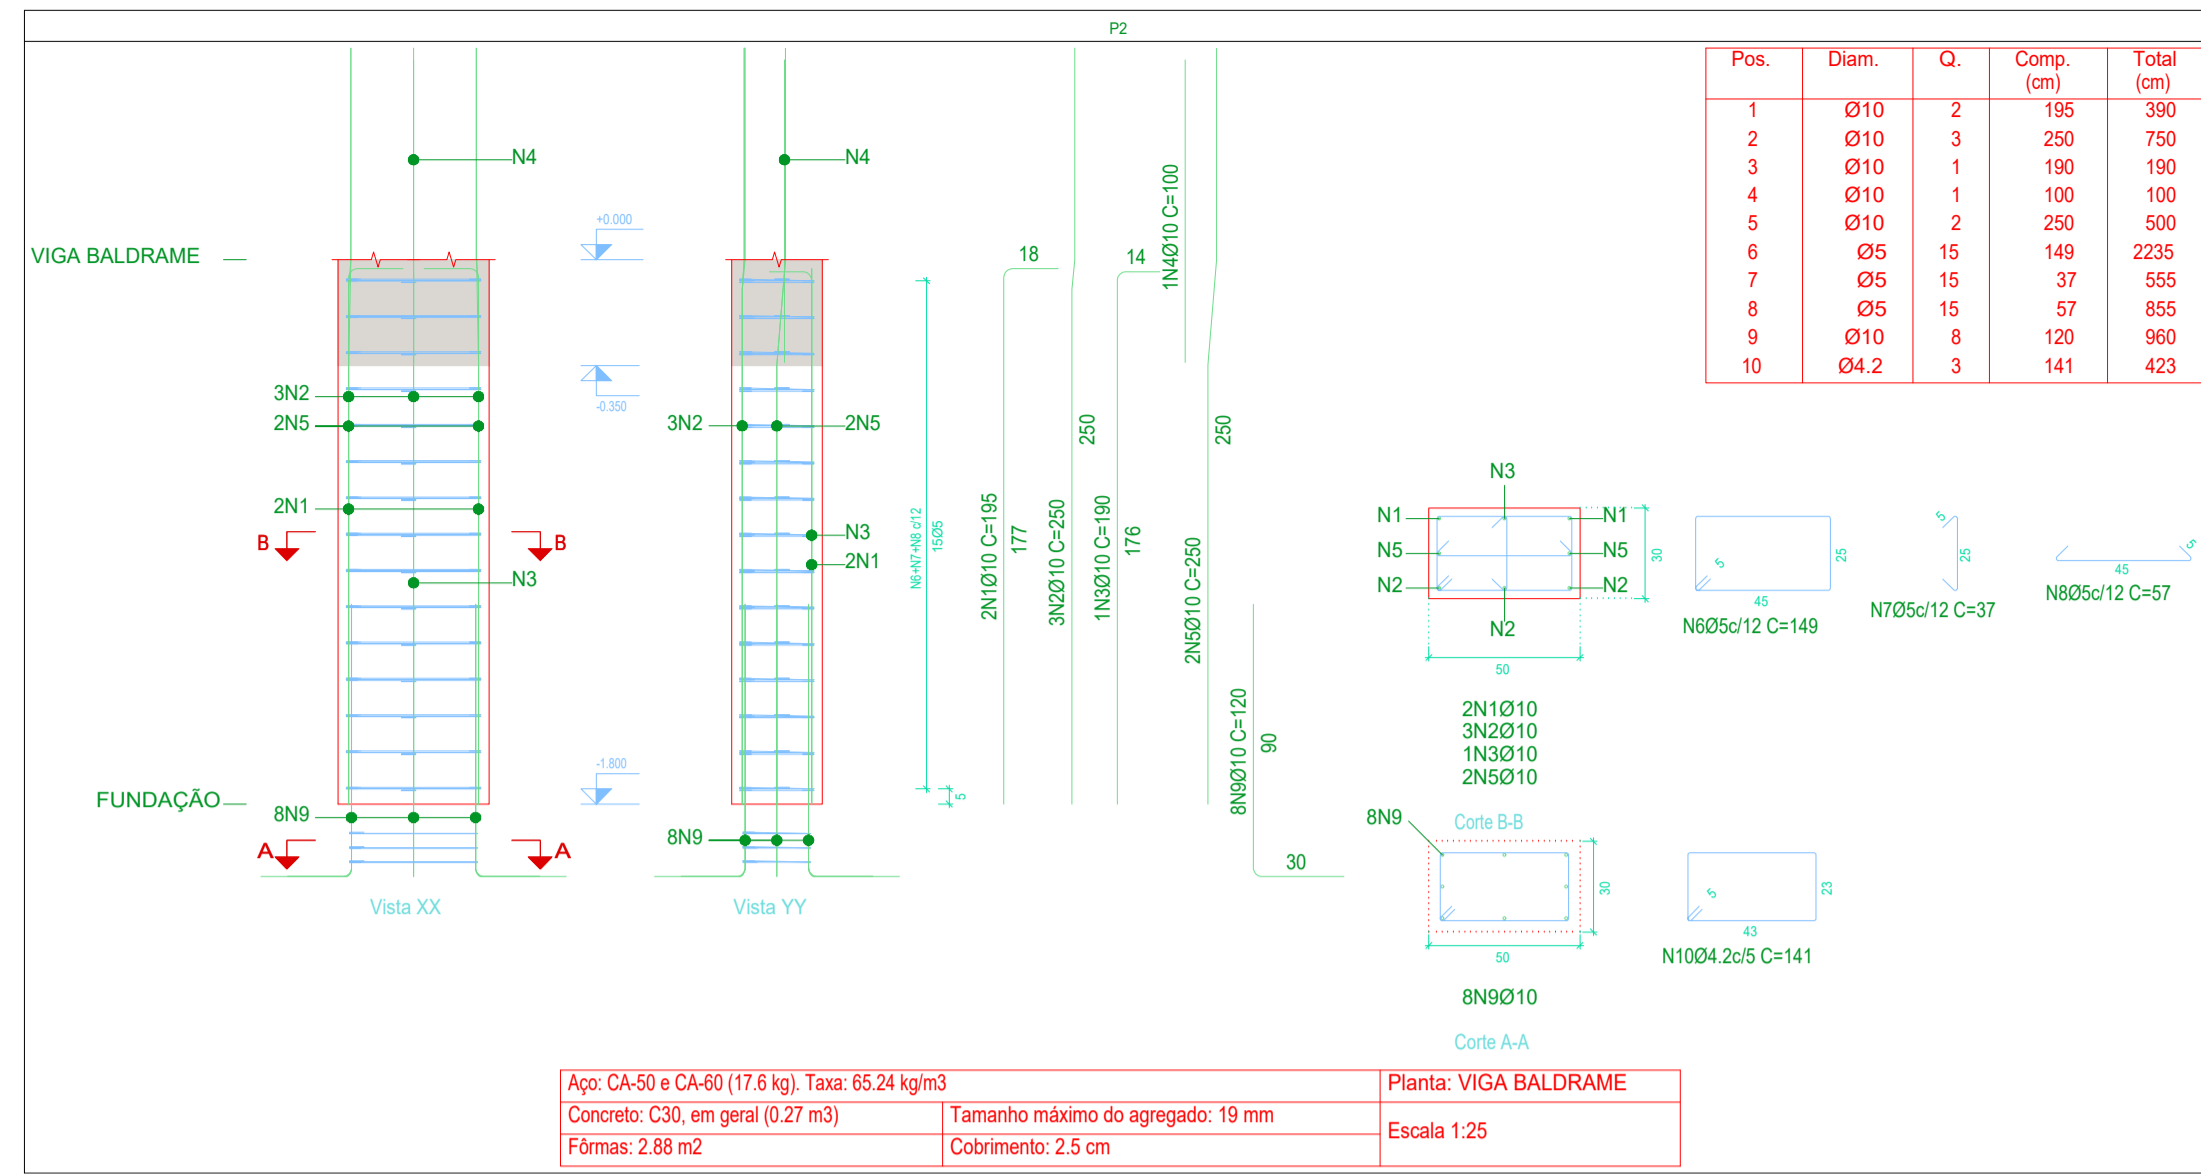 P2
Pos. Diam. Q. Comp. (cm) Total (cm)
1 Ø10 2 195 390
2 Ø10 3 250 750
3 Ø10 1 190 190
4 Ø10 1 100 100
5 Ø10 2 250 500
6 Ø5 15 149 2235
7 Ø5 15 37 555
8 Ø5 15 57 855
9 Ø10 8 120 960
10 Ø4.2 3 141 423
N4
VIGA BALDRAME
3N2
2N5
2N1
B B
N3
FUNDAÇÃO
8N9
A A
Vista XX
+0.000
-0.350
-1.800
N4
3N2
2N5
N3
2N1
8N9
Vista YY
N6+N7+N8 c/12
15Ø5
5
18
2N1Ø10 C=195
177
3N2Ø10 C=250
250
14
1N3Ø10 C=190
176
1N4Ø10 C=100
2N5Ø10 C=250
250
8N9Ø10 C=120
90
30
N3
N1 N1
N5 N5
N2 N2
N2
30
50
2N1Ø10
3N2Ø10
1N3Ø10
2N5Ø10
Corte B-B
5
25
45
N6Ø5c/12 C=149
5
25
N7Ø5c/12 C=37
5
45
N8Ø5c/12 C=57
8N9
30
50
8N9Ø10
Corte A-A
5
23
43
N10Ø4.2c/5 C=141
Aço: CA-50 e CA-60 (17.6 kg). Taxa: 65.24 kg/m3
Planta: VIGA BALDRAME
Concreto: C30, em geral (0.27 m3)
Tamanho máximo do agregado: 19 mm
Escala 1:25
Fôrmas: 2.88 m2
Cobrimento: 2.5 cm